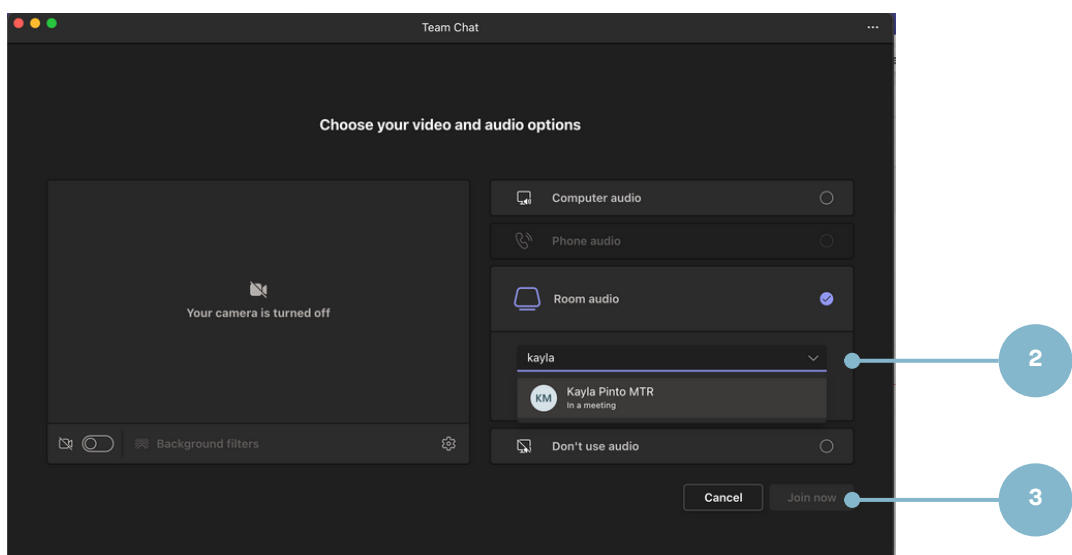 Team Chat
...
Choose your video and audio options
Computer audio
Phone audio
Your camera is turned off
Room audio
kayla
KM
Kayla Pinto MTR
In a meeting
Background filters
Don't use audio
Cancel
Join now
2
3